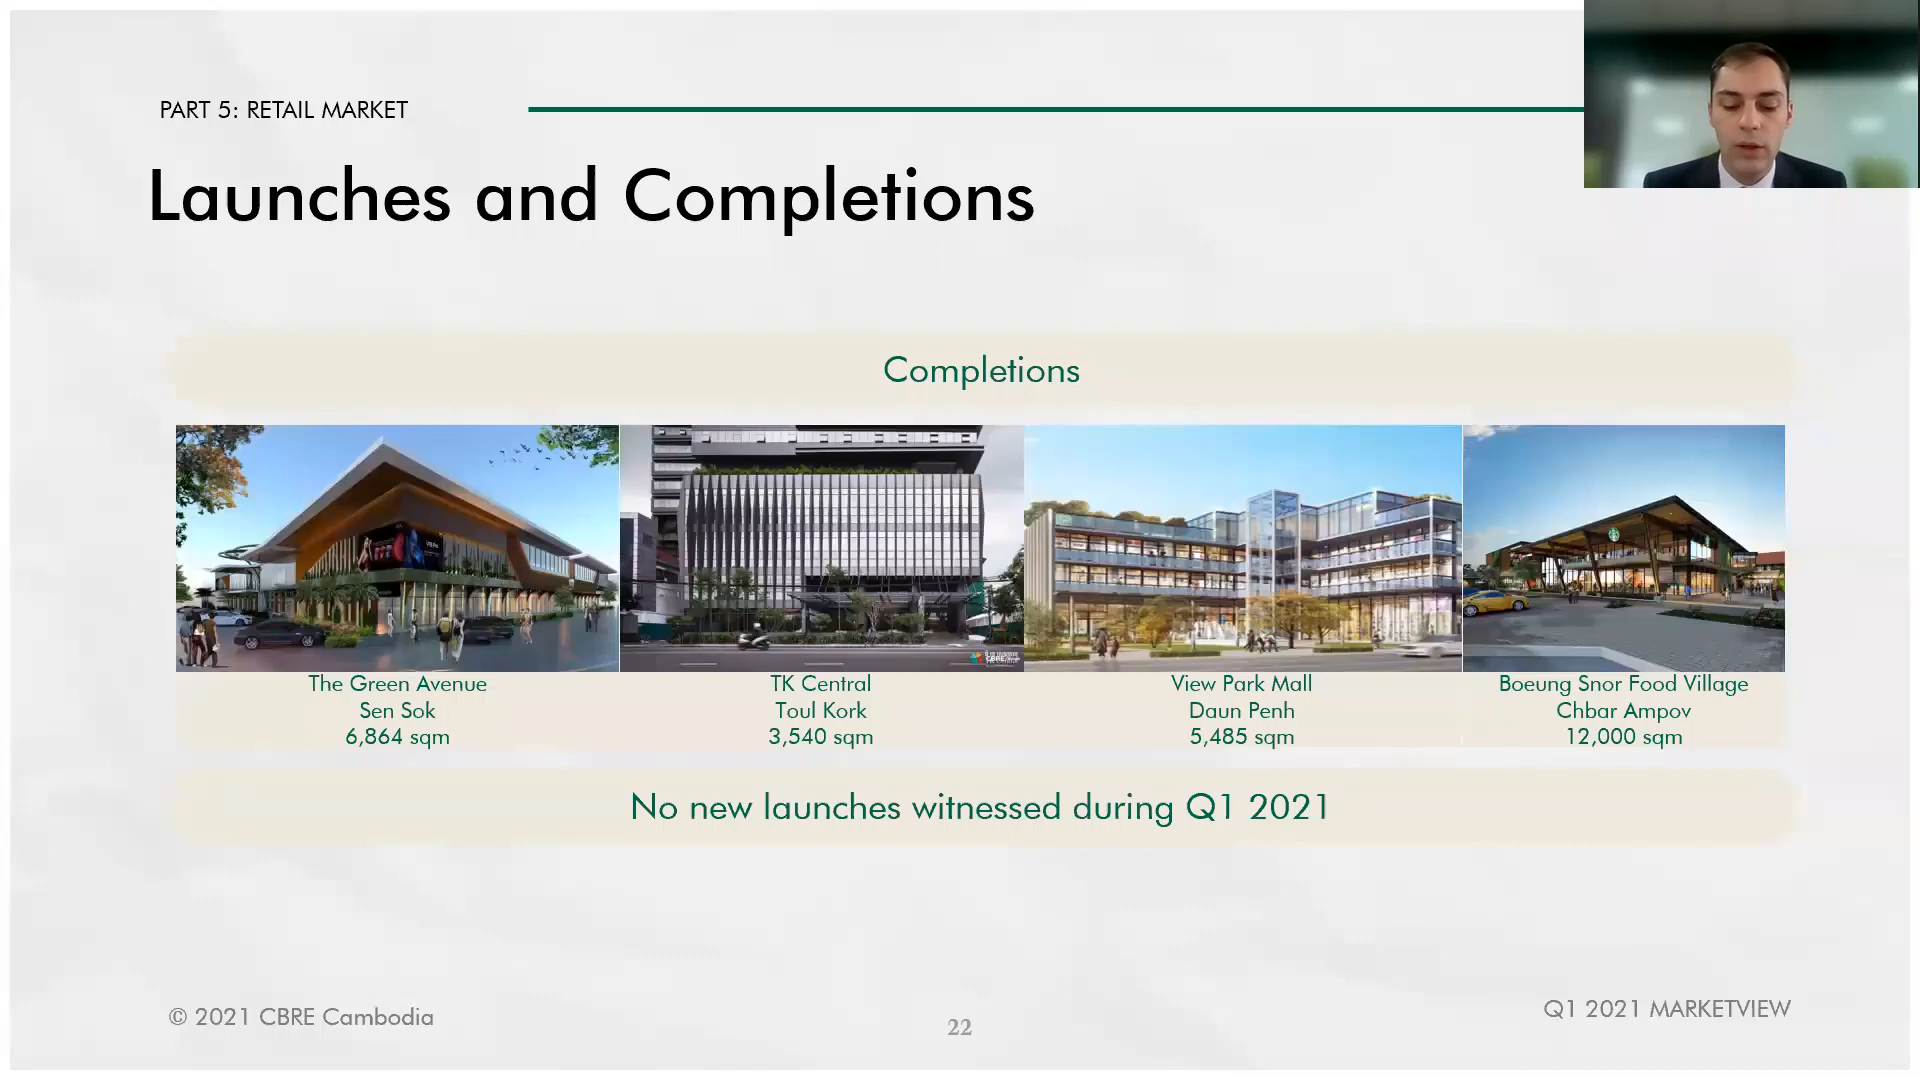 PART 5: RETAIL MARKET
Launches and Completions
Completions
The Green Avenue
Sen Sok
6,864 sqm
TK Central
Toul Kork
3,540 sqm
View Park Mall
Daun Penh
5,485 sqm
Boeung Snor Food Village
Chbar Ampov
12,000 sqm
No new launches witnessed during Q1 2021
© 2021 CBRE Cambodia
22
Q1 2021 MARKETVIEW